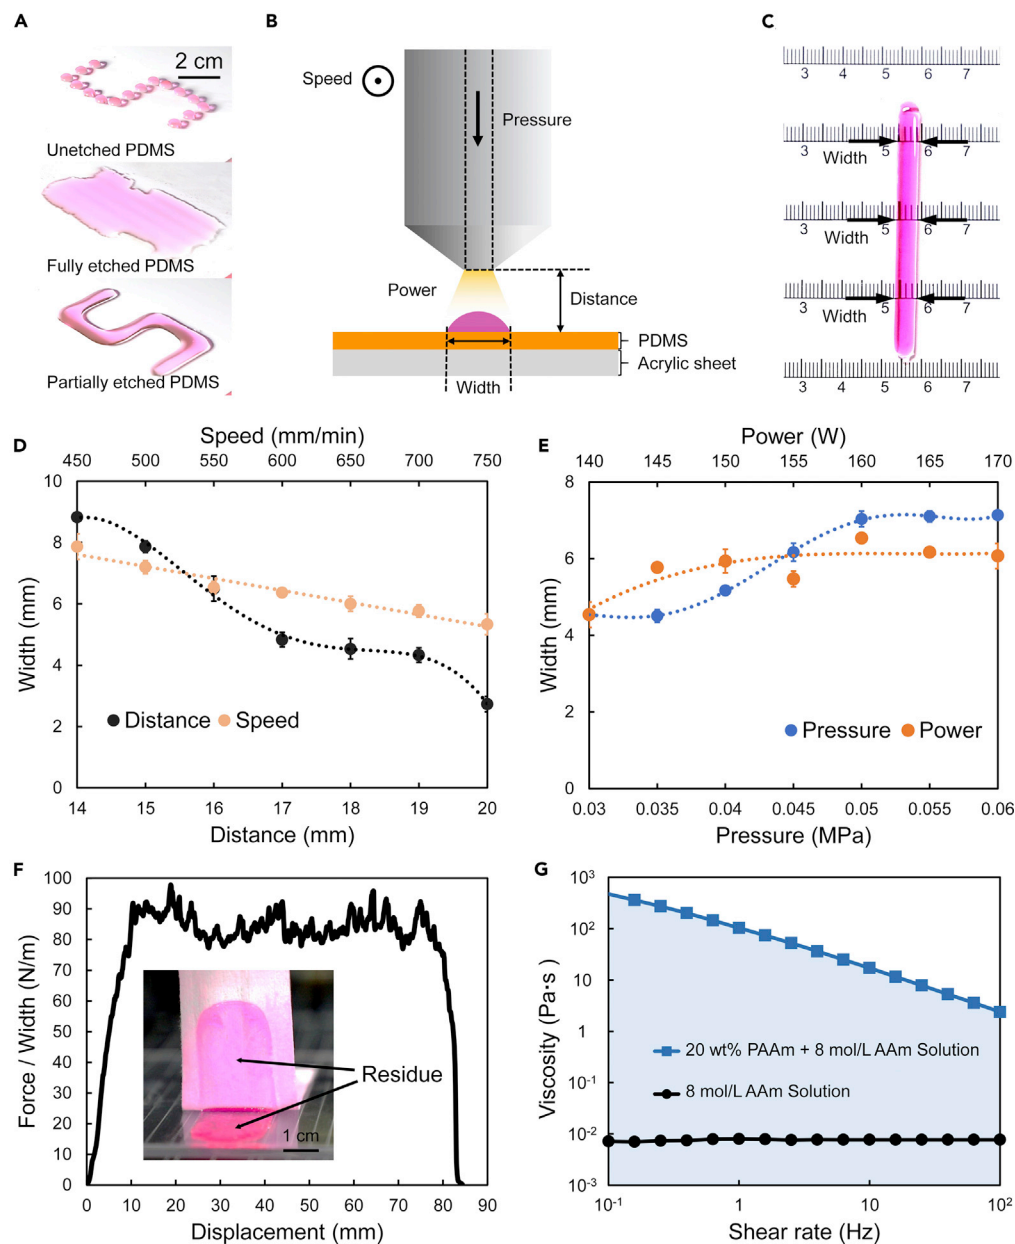 A
2 cm
Unetched PDMS
Fully etched PDMS
Partially etched PDMS
B
Speed
Pressure
Power
Distance
PDMS
Acrylic sheet
Width
C
3 4 5 6 7
3 5 6 7
Width
3 4 5 6 7
Width
3 4 5 6 7
Width
3 4 5 6 7
D
Speed (mm/min)
450 500 550 600 650 700 750
10
8
6
4
2
0
Width (mm)
Distance Speed
14 15 16 17 18 19 20
Distance (mm)
E
Power (W)
140 145 150 155 160 165 170
8
6
4
2
0
Width (mm)
Pressure Power
0.03 0.035 0.04 0.045 0.05 0.055 0.06
Pressure (MPa)
F
100
90
80
70
60
50
40
30
20
10
0
Force / Width (N/m)
Residue
1 cm
0 10 20 30 40 50 60 70 80 90
Displacement (mm)
G
10³
10²
10
1
10⁻¹
10⁻²
10⁻³
Viscosity (Pa•s)
20 wt% PAAm + 8 mol/L AAm Solution
8 mol/L AAm Solution
10⁻¹ 1 10 10²
Shear rate (Hz)